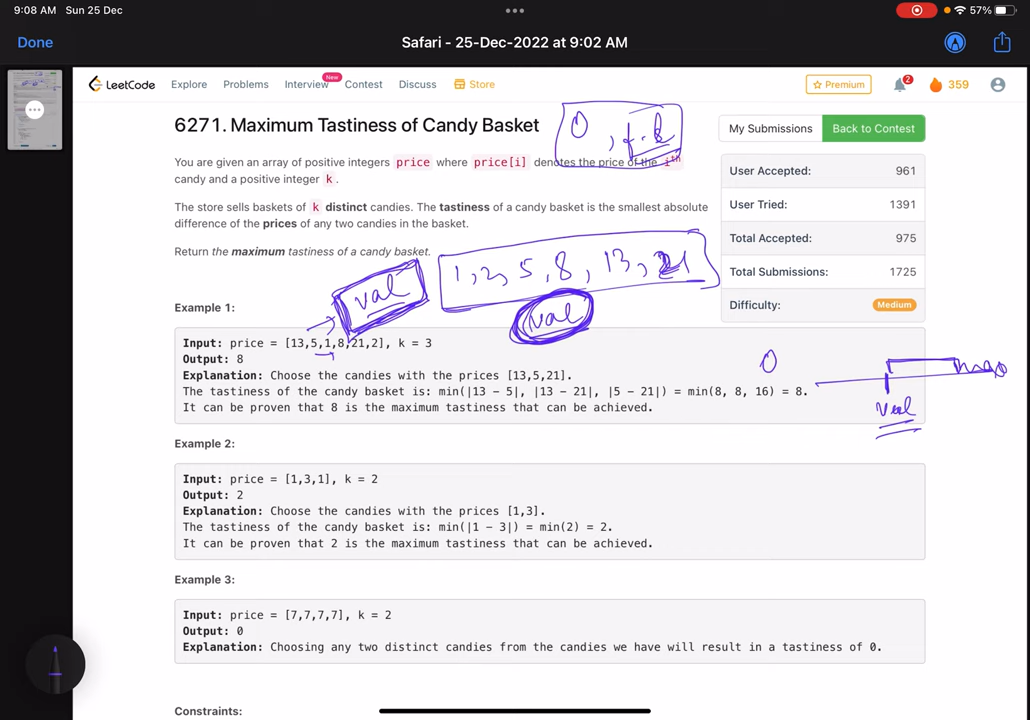 9:08 AM Sun 25 Dec
57%
Done
Safari - 25-Dec-2022 at 9:02 AM
LeetCode Explore Problems Interview New Contest Discuss Store Premium 2 359
6271. Maximum Tastiness of Candy Basket
My Submissions Back to Contest
0,
You are given an array of positive integers price where price[i] denotes the price of the ith
candy and a positive integer k.
The store sells baskets of k distinct candies. The tastiness of a candy basket is the smallest absolute
difference of the prices of any two candies in the basket.
Return the maximum tastiness of a candy basket.
User Accepted: 961
User Tried: 1391
Total Accepted: 975
Total Submissions: 1725
Difficulty: Medium
1, 2, 5, 8, 13, 21
val
val
Example 1:
Input: price = [13,5,1,8,21,2], k = 3
Output: 8
Explanation: Choose the candies with the prices [13,5,21].
The tastiness of the candy basket is: min(|13 - 5|, |13 - 21|, |5 - 21|) = min(8, 8, 16) = 8.
It can be proven that 8 is the maximum tastiness that can be achieved.
0
max
val
Example 2:
Input: price = [1,3,1], k = 2
Output: 2
Explanation: Choose the candies with the prices [1,3].
The tastiness of the candy basket is: min(|1 - 3|) = min(2) = 2.
It can be proven that 2 is the maximum tastiness that can be achieved.
Example 3:
Input: price = [7,7,7,7], k = 2
Output: 0
Explanation: Choosing any two distinct candies from the candies we have will result in a tastiness of 0.
Constraints: